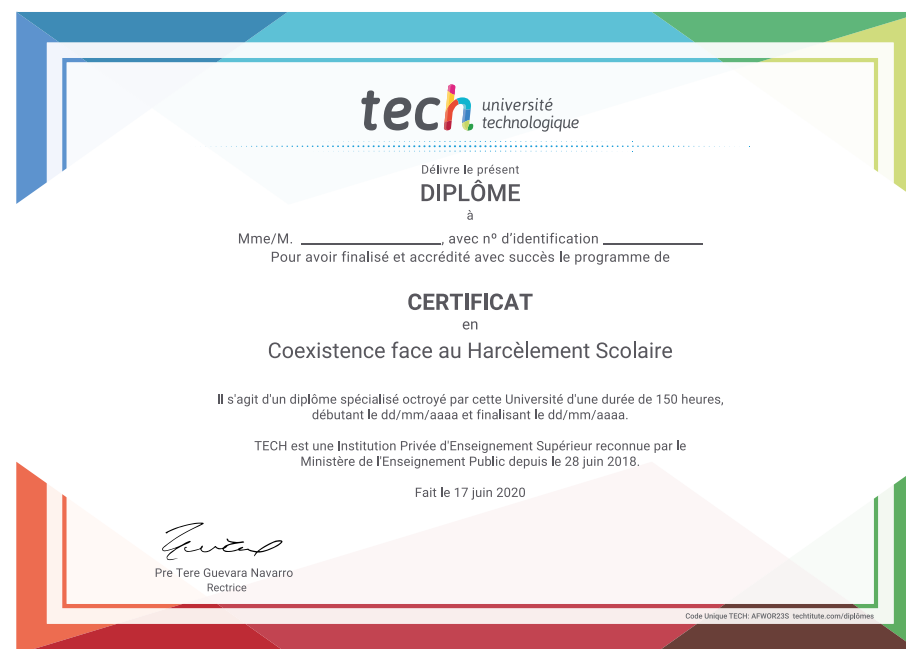 tech université
technologique
Délivre le présent
DIPLÔME
à
Mme/M. ____________________, avec nº d'identification ______________
Pour avoir finalisé et accrédité avec succès le programme de
CERTIFICAT
en
Coexistence face au Harcèlement Scolaire
Il s'agit d'un diplôme spécialisé octroyé par cette Université d'une durée de 150 heures,
débutant le dd/mm/aaaa et finalisant le dd/mm/aaaa.
TECH est une Institution Privée d'Enseignement Supérieur reconnue par le
Ministère de l'Enseignement Public depuis le 28 juin 2018.
Fait le 17 juin 2020
Pre Tere Guevara Navarro
Rectrice
Code Unique TECH: AFWOR23S techtitute.com/diplômes